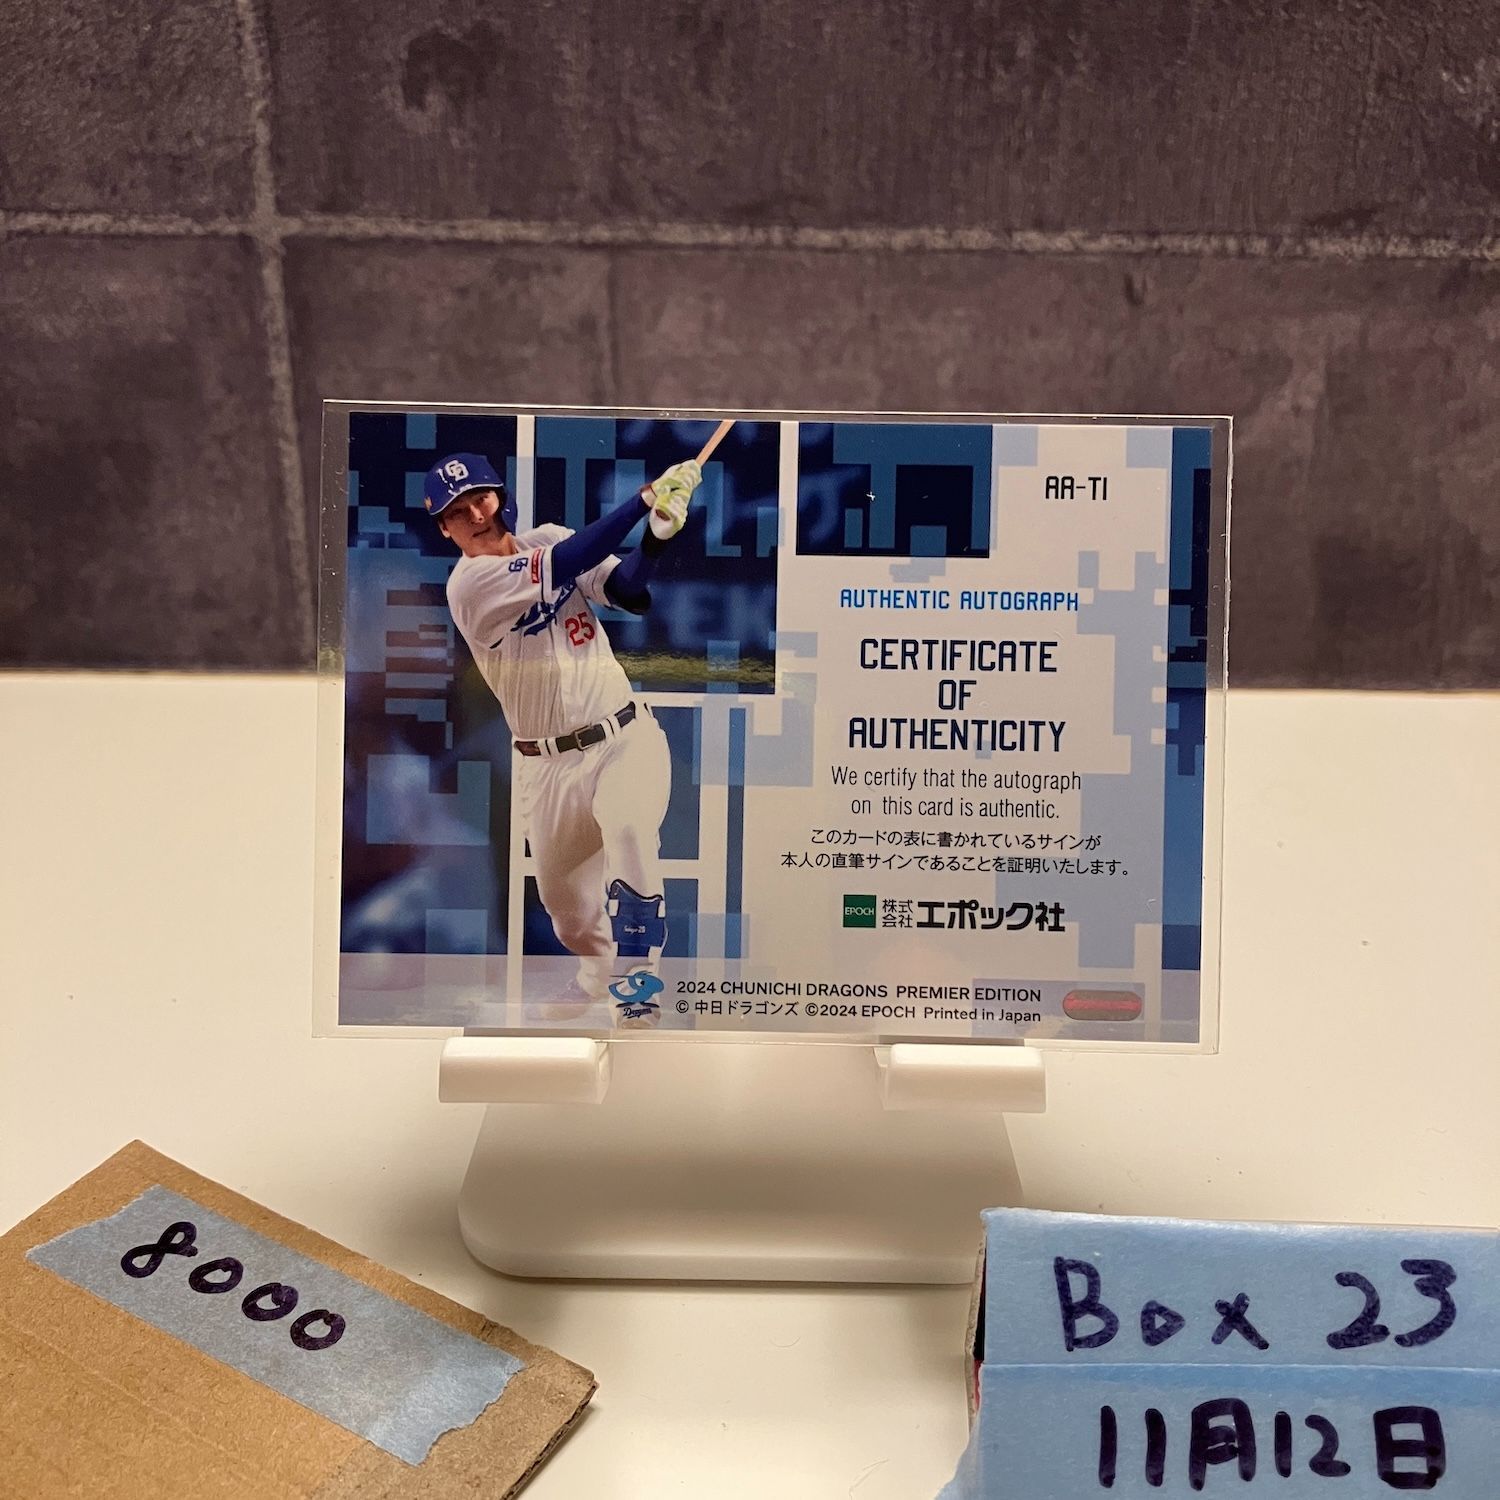 AA-TI
25
AUTHENTIC AUTOGRAPH
CERTIFICATE
OF
AUTHENTICITY
We certify that the autograph
on this card is authentic.
このカードの表に書かれているサインが
本人の直筆サインであることを証明いたします。
EPOCH 株式会社 エポック社
Dragons
2024 CHUNICHI DRAGONS PREMIER EDITION
© 中日ドラゴンズ ©2024 EPOCH Printed in Japan
8000
Box 23
11月12日